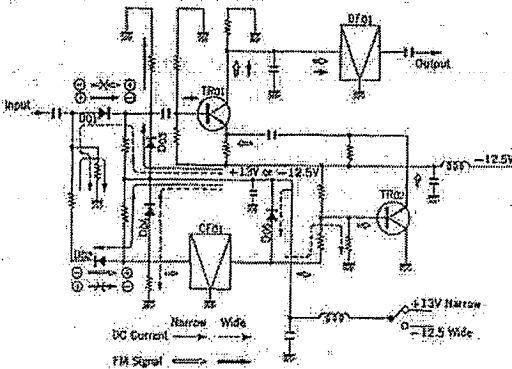 DF01
Output
TR01
Input
D01
D03
-12.5V
+13V or -12.5V
TR02
D04
D05
D02
CF01
+13V Narrow
-12.5 Wide
Narrow Wide
DC Current
FM Signal